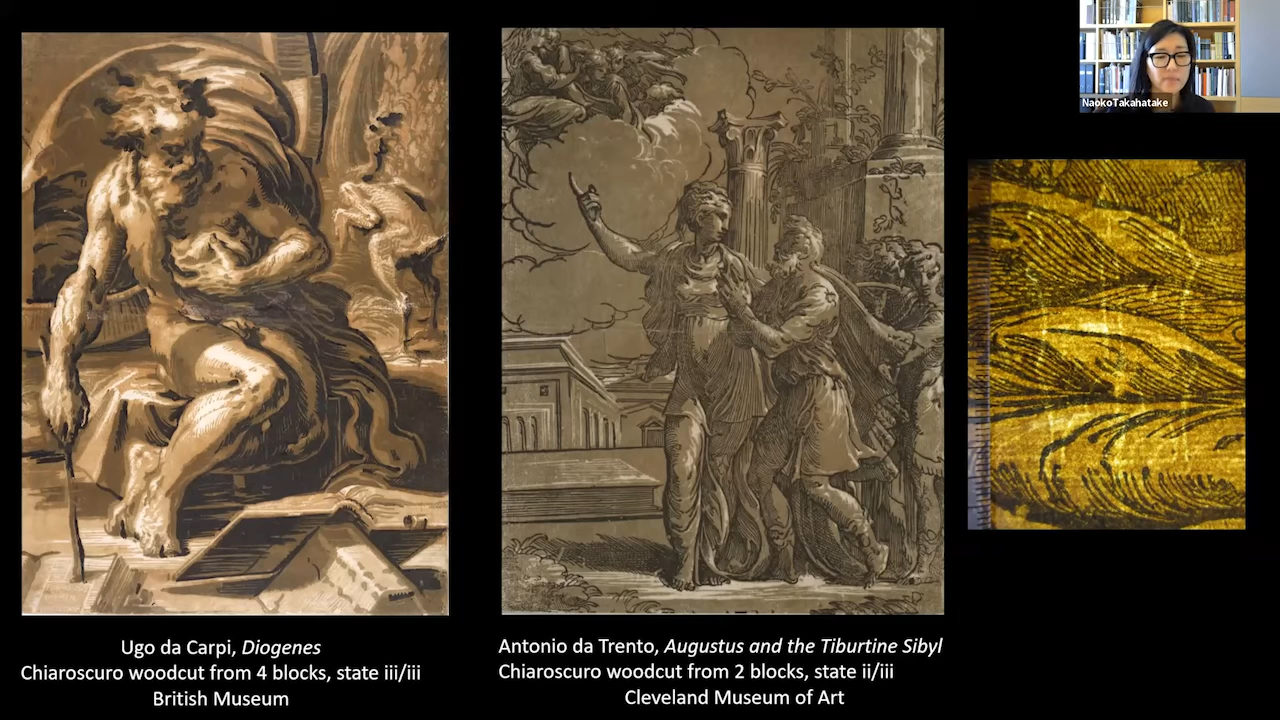 NaokoTakahatake
Ugo da Carpi, Diogenes
Chiaroscuro woodcut from 4 blocks, state iii/iii
British Museum
Antonio da Trento, Augustus and the Tiburtine Sibyl
Chiaroscuro woodcut from 2 blocks, state ii/iii
Cleveland Museum of Art